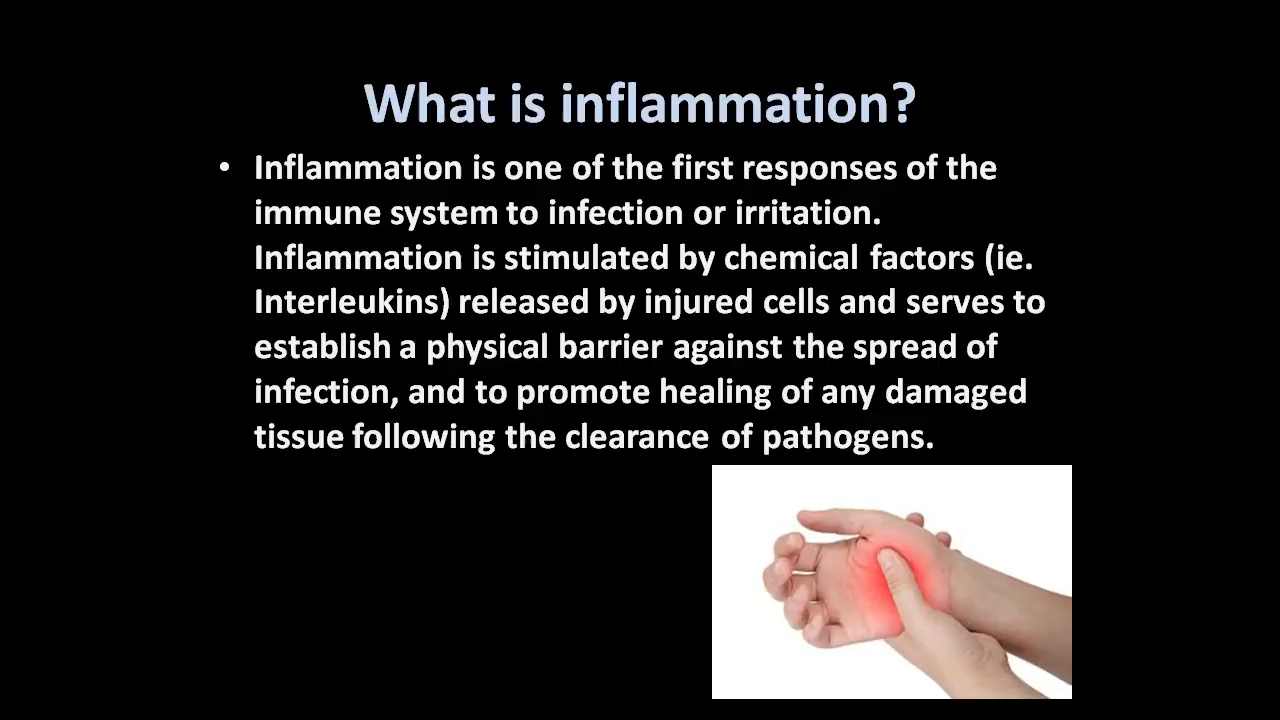 What is inflammation?
• Inflammation is one of the first responses of the
immune system to infection or irritation.
Inflammation is stimulated by chemical factors (ie.
Interleukins) released by injured cells and serves to
establish a physical barrier against the spread of
infection, and to promote healing of any damaged
tissue following the clearance of pathogens.